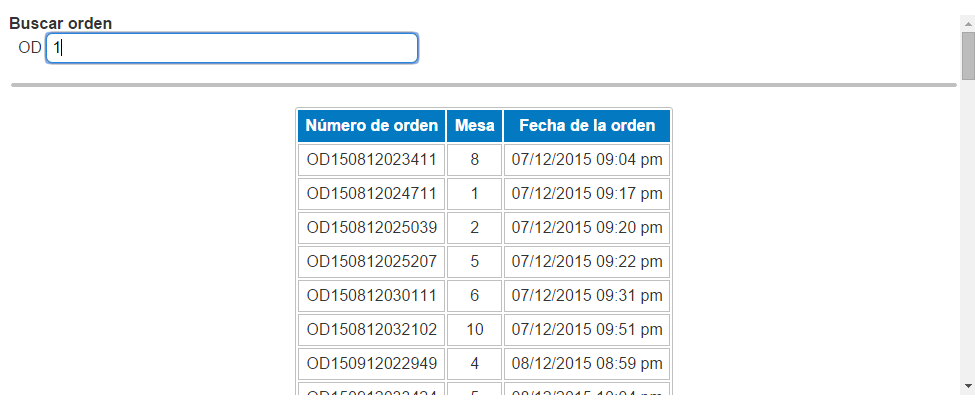 Buscar orden
OD 1
Número de orden Mesa Fecha de la orden
OD150812023411 8 07/12/2015 09:04 pm
OD150812024711 1 07/12/2015 09:17 pm
OD150812025039 2 07/12/2015 09:20 pm
OD150812025207 5 07/12/2015 09:22 pm
OD150812030111 6 07/12/2015 09:31 pm
OD150812032102 10 07/12/2015 09:51 pm
OD150912022949 4 08/12/2015 08:59 pm